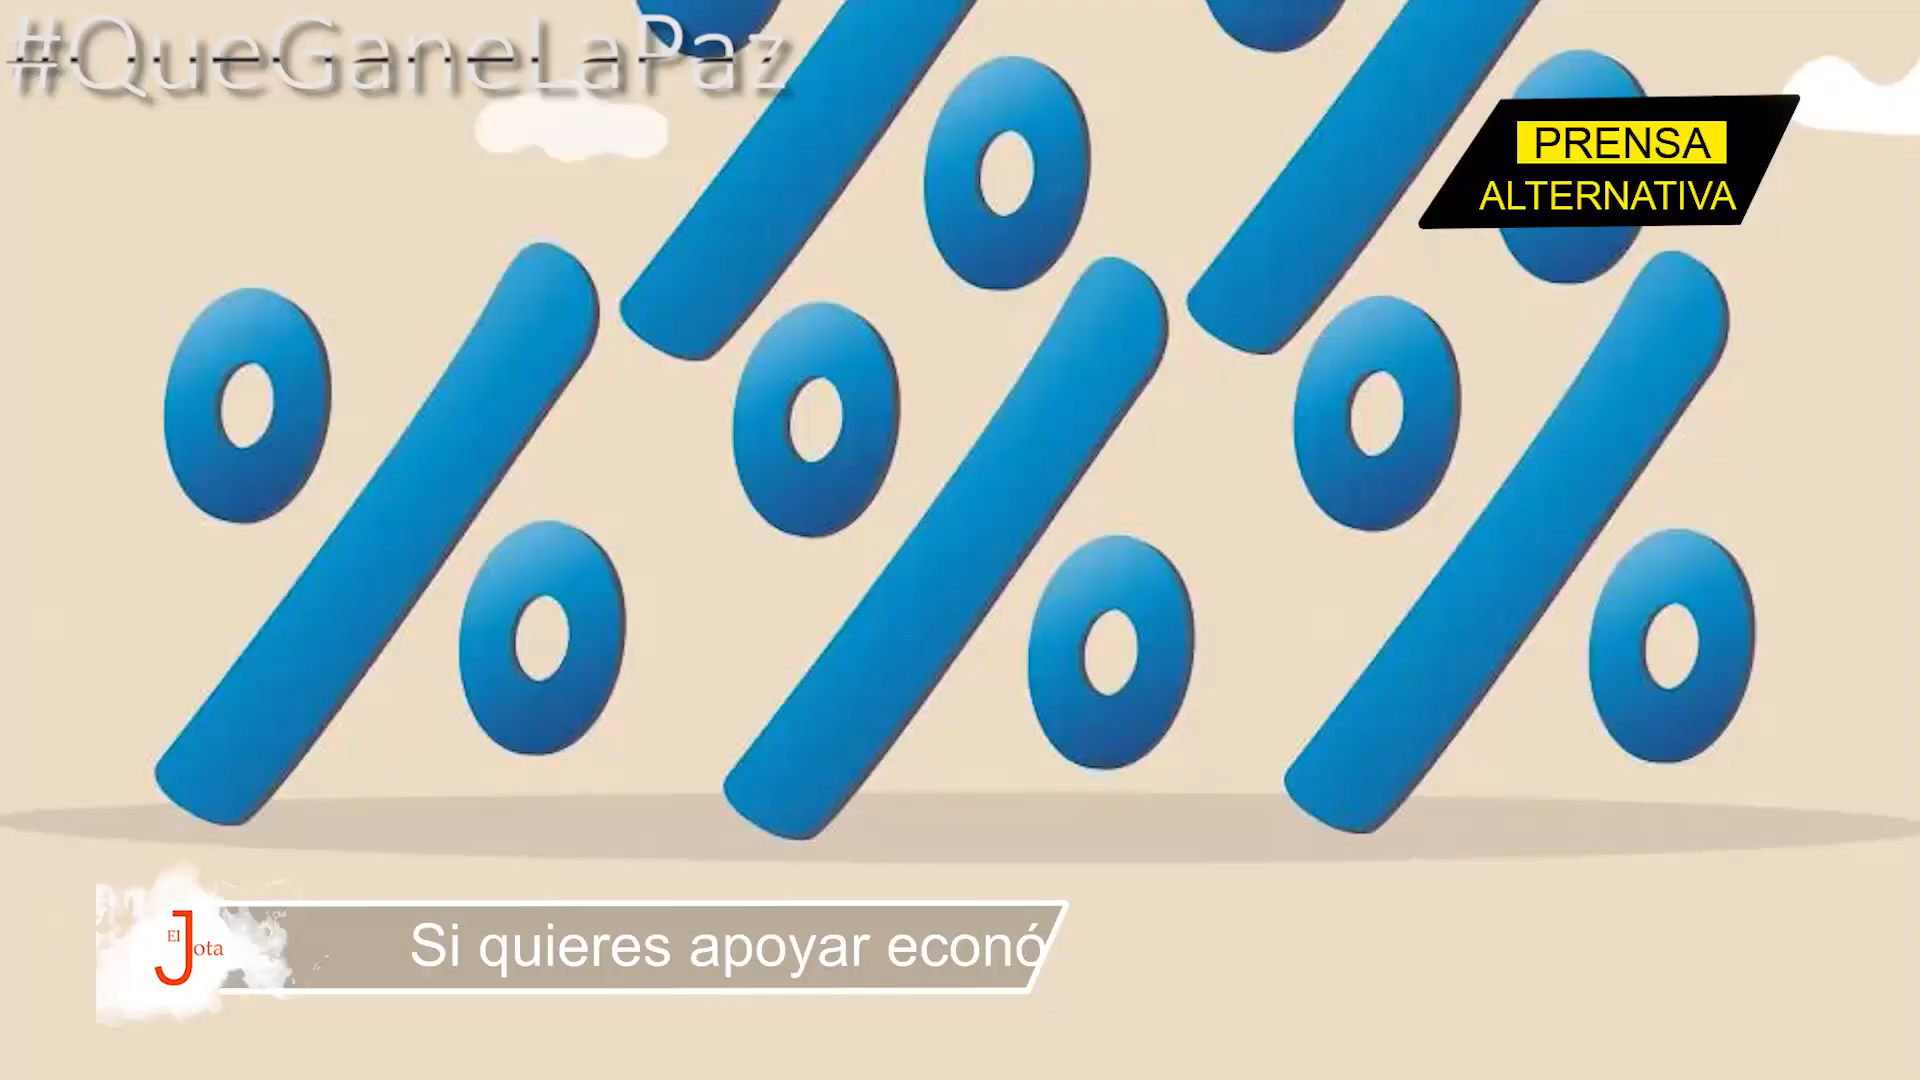 #QueGaneLaPaz
PRENSA
ALTERNATIVA
El Jota
Si quieres apoyar econó